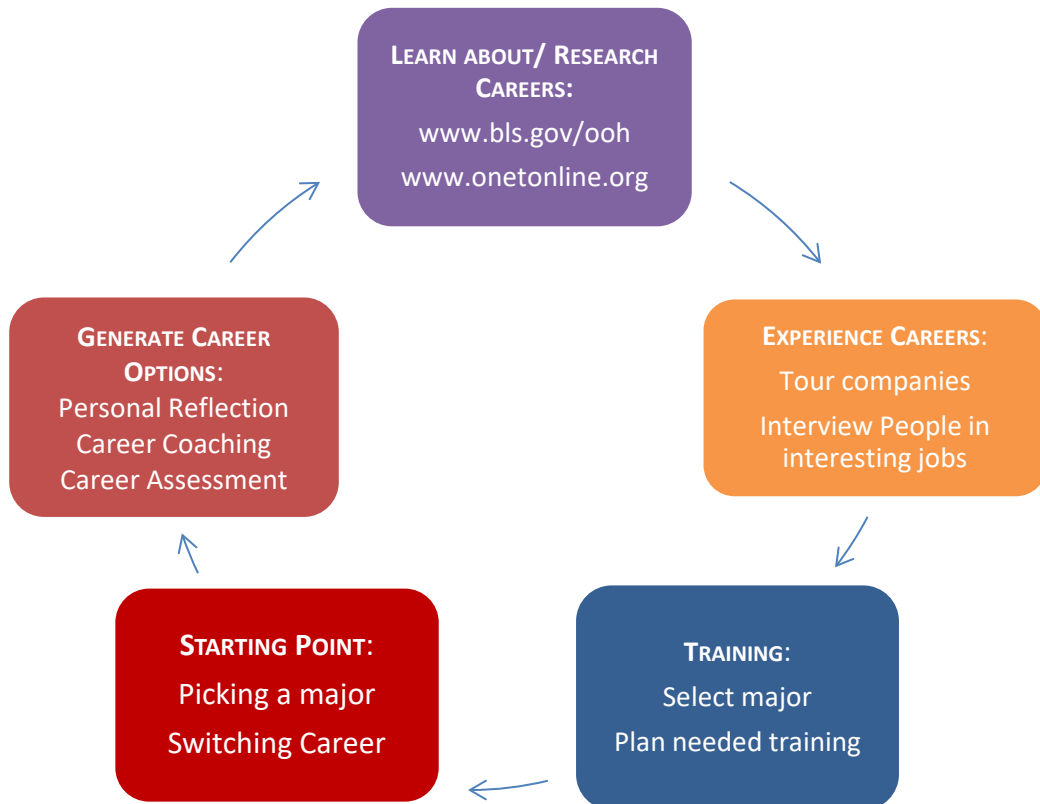 LEARN ABOUT/ RESEARCH
CAREERS:
www.bls.gov/ooh
www.onetonline.org
EXPERIENCE CAREERS:
Tour companies
Interview People in
interesting jobs
TRAINING:
Select major
Plan needed training
STARTING POINT:
Picking a major
Switching Career
GENERATE CAREER
OPTIONS:
Personal Reflection
Career Coaching
Career Assessment